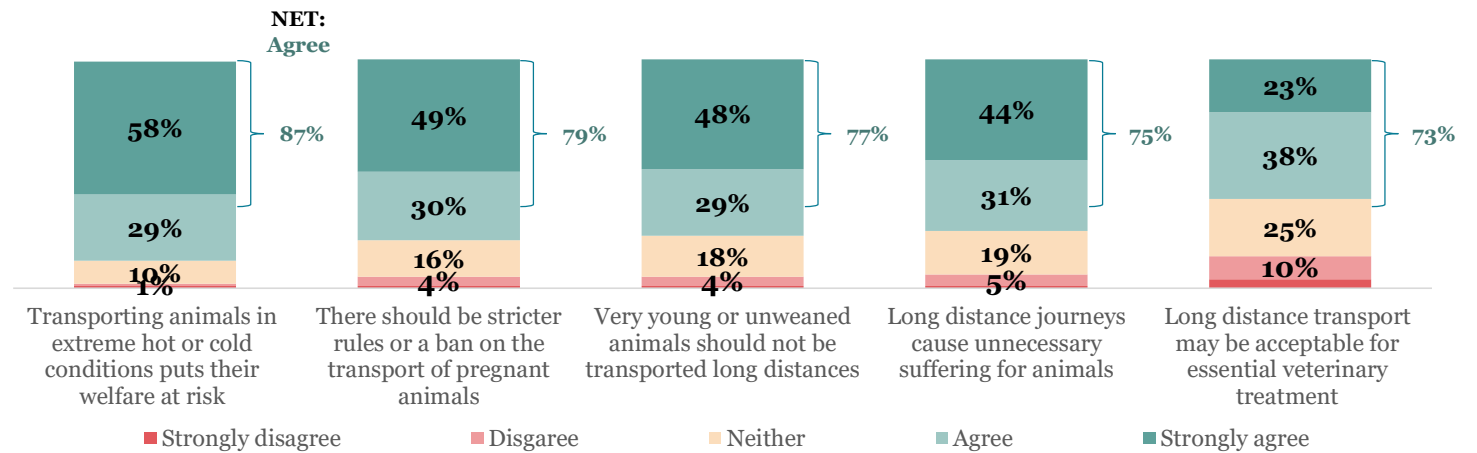 NET:
Agree
58%
29%
10%
1%
87%
49%
30%
16%
4%
79%
48%
29%
18%
4%
77%
44%
31%
19%
5%
75%
23%
38%
25%
10%
73%
Transporting animals in
extreme hot or cold
conditions puts their
welfare at risk
There should be stricter
rules or a ban on the
transport of pregnant
animals
Very young or unweaned
animals should not be
transported long distances
Long distance journeys
cause unnecessary
suffering for animals
Long distance transport
may be acceptable for
essential veterinary
treatment
Strongly disagree
Disgaree
Neither
Agree
Strongly agree